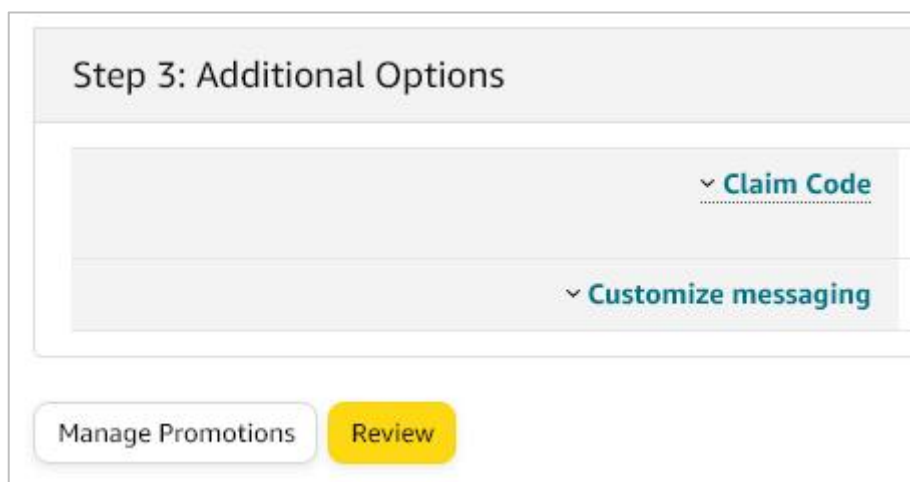 Step 3: Additional Options
Claim Code
Customize messaging
Manage Promotions
Review